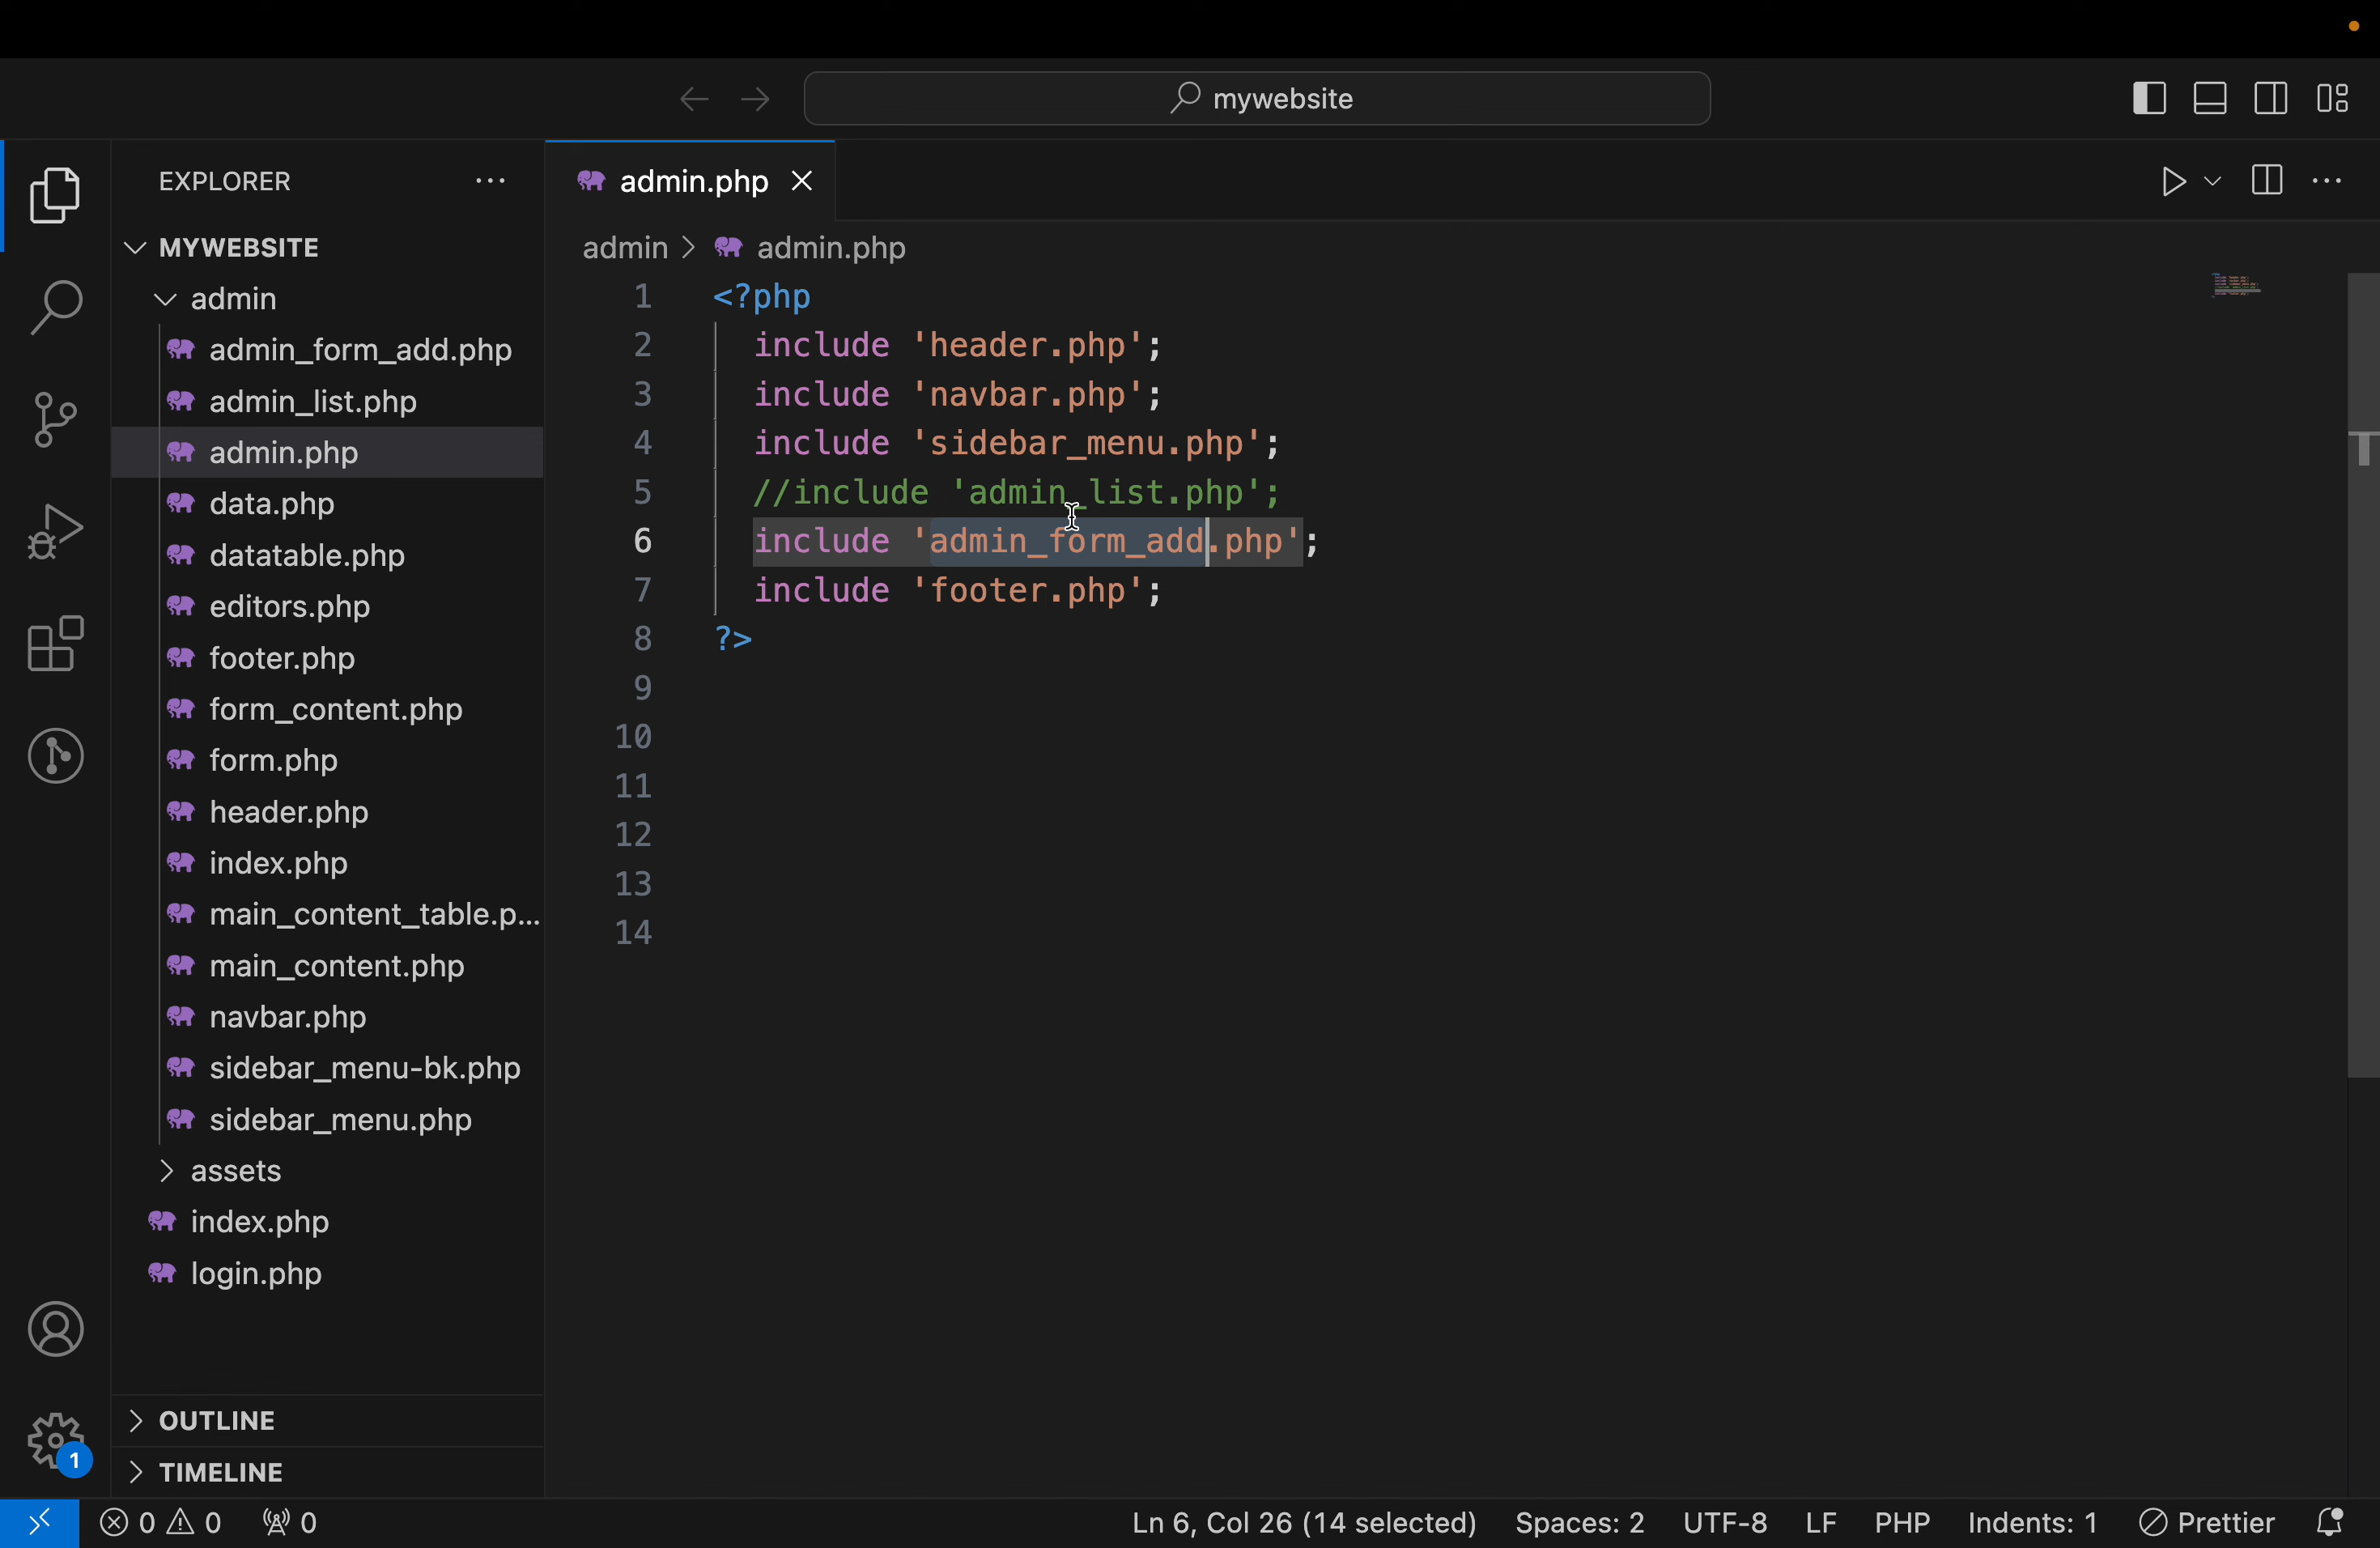 mywebsite
EXPLORER
MYWEBSITE
admin
admin_form_add.php
admin_list.php
admin.php
data.php
datatable.php
editors.php
footer.php
form_content.php
form.php
header.php
index.php
main_content_table.p...
main_content.php
navbar.php
sidebar_menu-bk.php
sidebar_menu.php
assets
index.php
login.php
OUTLINE
TIMELINE
1
admin.php
admin > admin.php
1 <?php
2 include 'header.php';
3 include 'navbar.php';
4 include 'sidebar_menu.php';
5 //include 'admin_list.php';
6 include 'admin_form_add.php';
7 include 'footer.php';
8 ?>
9
10
11
12
13
14
0 0 0 Ln 6, Col 26 (14 selected) Spaces: 2 UTF-8 LF PHP Indents: 1 Prettier